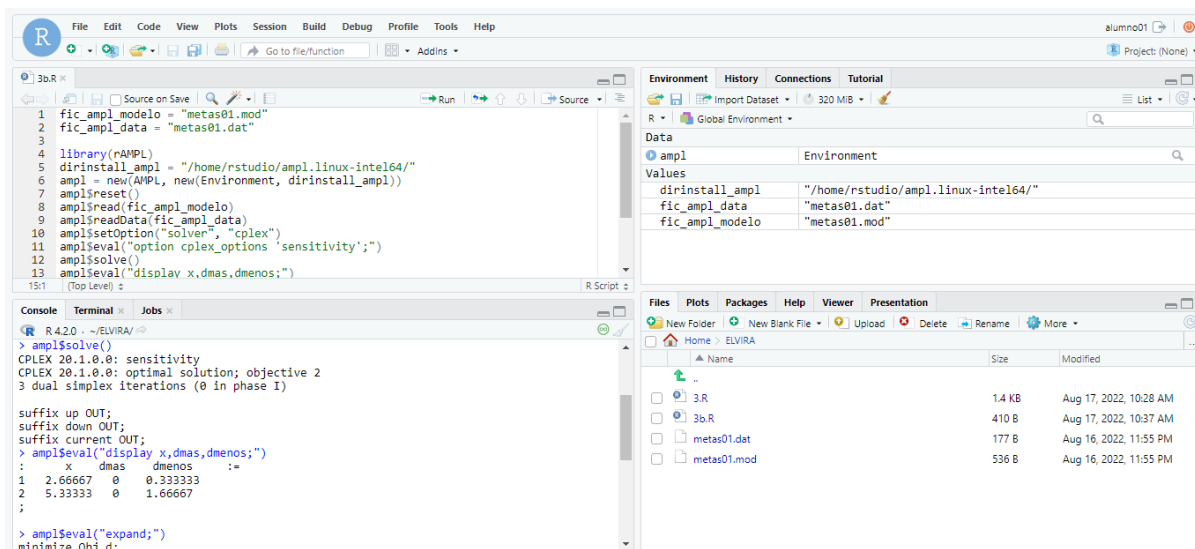 R
File Edit Code View Plots Session Build Debug Profile Tools Help
alumno01
Go to file/function
Addins
Project: (None)
3b.R
Source on Save
Run
Source
1 fic_ampl_modelo = "metas01.mod"
2 fic_ampl_data = "metas01.dat"
3
4 library(rAMPL)
5 dirinstall_ampl = "/home/rstudio/ampl.linux-intel64/"
6 ampl = new(AMPL, new(Environment, dirinstall_ampl))
7 ampl$reset()
8 ampl$read(fic_ampl_modelo)
9 ampl$readData(fic_ampl_data)
10 ampl$setOption("solver", "cplex")
11 ampl$eval("option cplex_options 'sensitivity';")
12 ampl$solve()
13 ampl$eval("display x,dmas,dmenos;")
15:1 (Top Level) R Script
Console Terminal Jobs
R R 4.2.0 · ~/ELVIRA/
> ampl$solve()
CPLEX 20.1.0.0: sensitivity
CPLEX 20.1.0.0: optimal solution; objective 2
3 dual simplex iterations (0 in phase I)
suffix up OUT;
suffix down OUT;
suffix current OUT;
> ampl$eval("display x,dmas,dmenos;")
: x dmas dmenos :=
1 2.66667 0 0.333333
2 5.33333 0 1.66667
;
> ampl$eval("expand;")
minimize Obj_d:
Environment History Connections Tutorial
Import Dataset
320 MiB
List
R Global Environment
Data
ampl Environment
Values
dirinstall_ampl "/home/rstudio/ampl.linux-intel64/"
fic_ampl_data "metas01.dat"
fic_ampl_modelo "metas01.mod"
Files Plots Packages Help Viewer Presentation
New Folder New Blank File Upload Delete Rename More
Home > ELVIRA
Name Size Modified
..
3.R 1.4 KB Aug 17, 2022, 10:28 AM
3b.R 410 B Aug 17, 2022, 10:37 AM
metas01.dat 177 B Aug 16, 2022, 11:55 PM
metas01.mod 536 B Aug 16, 2022, 11:55 PM